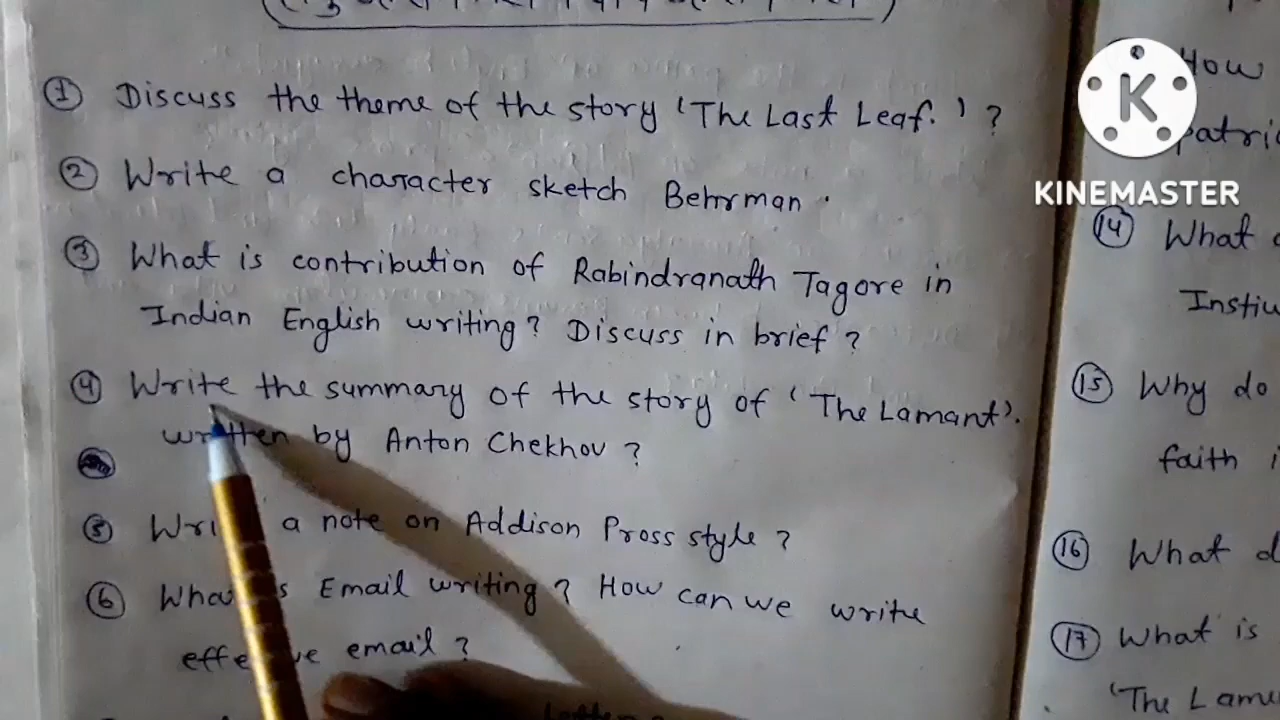 ① Discuss the theme of the story 'The Last Leaf.' ?
② Write a character sketch Behrman.
③ What is contribution of Rabindranath Tagore in
Indian English writing? Discuss in brief?
④ Write the summary of the story of 'The Lamant'.
written by Anton Chekhov?
⑤ a note on Addison Pross style?
⑥ Email writing? How can we write
email?
How
⑭ What
⑮ Why do
faith
⑯ What
⑰ What is
'The
K
KINEMASTER